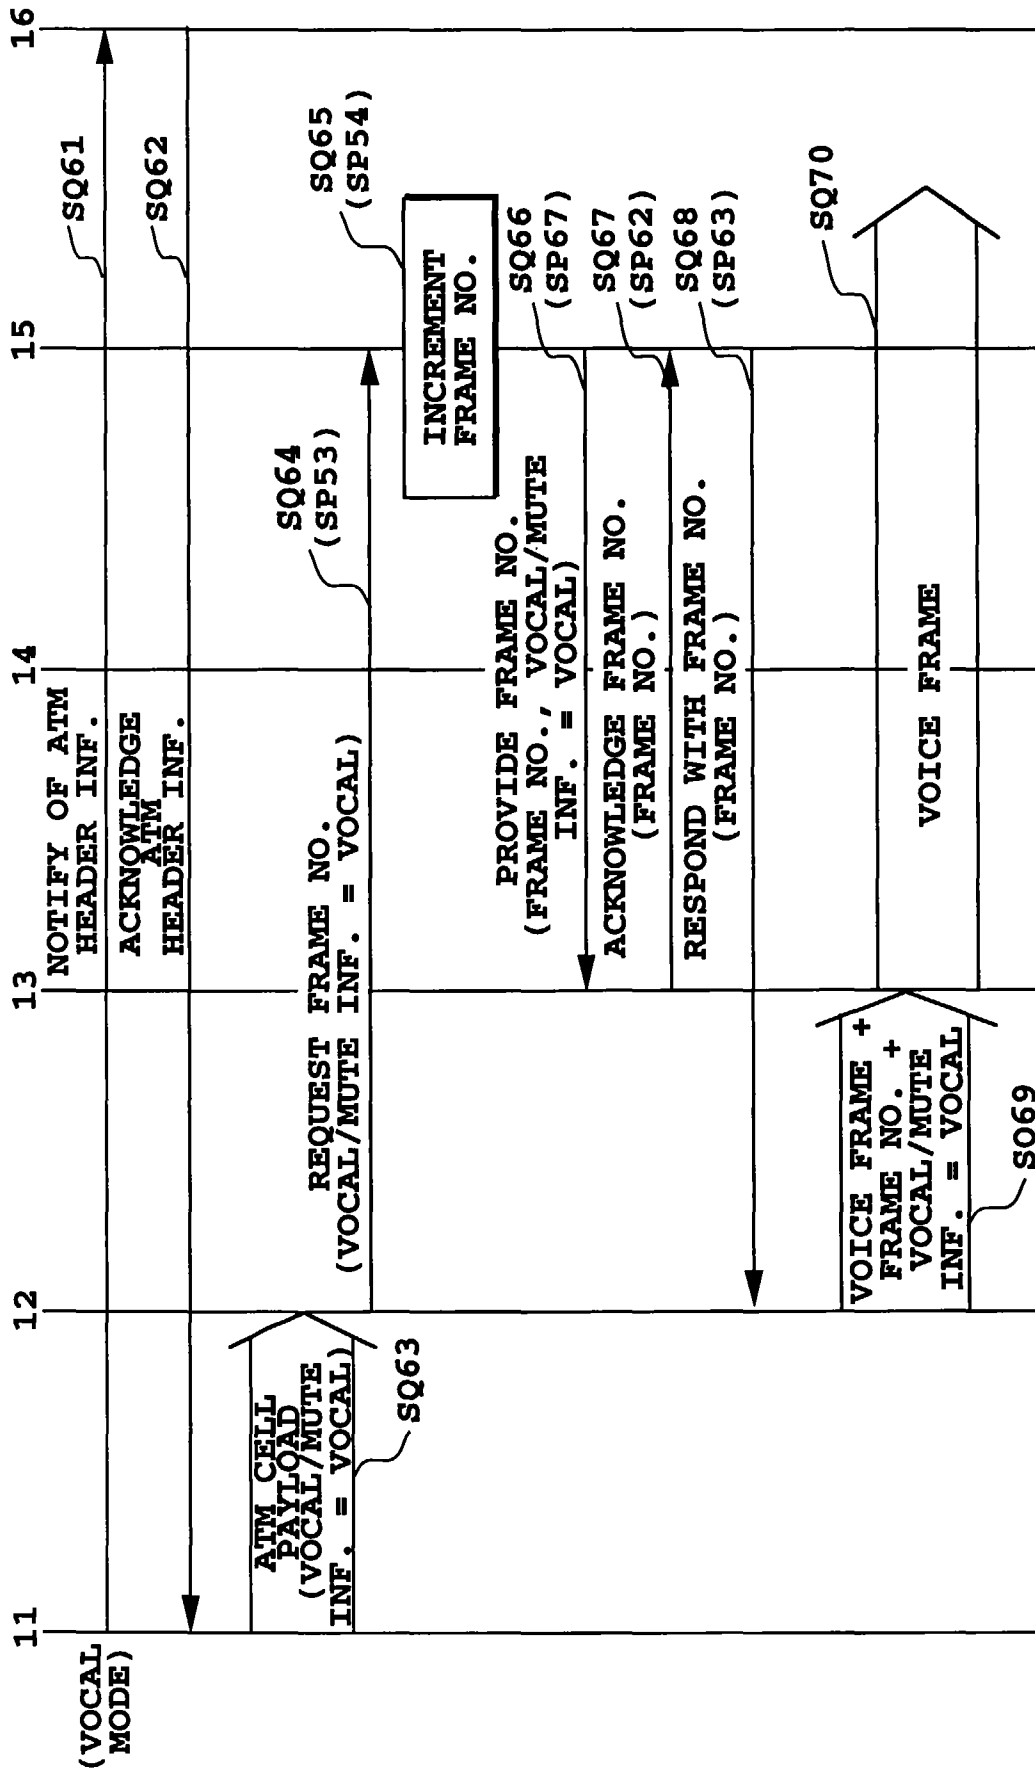 11
12
13
14
15
16
(VOCAL
MODE)
NOTIFY OF ATM
HEADER INF.
SQ61
ACKNOWLEDGE
ATM
HEADER INF.
SQ62
ATM CELL
PAYLOAD
(VOCAL/MUTE
INF. = VOCAL)
SQ63
REQUEST FRAME NO.
(VOCAL/MUTE INF. = VOCAL)
SQ64
(SP53)
INCREMENT
FRAME NO.
SQ65
(SP54)
PROVIDE FRAME NO.
(FRAME NO., VOCAL/MUTE
INF. = VOCAL)
SQ66
(SP67)
ACKNOWLEDGE FRAME NO.
(FRAME NO.)
SQ67
(SP62)
RESPOND WITH FRAME NO.
(FRAME NO.)
SQ68
(SP63)
VOICE FRAME +
FRAME NO. +
VOCAL/MUTE
INF. = VOCAL
SQ69
VOICE FRAME
SQ70